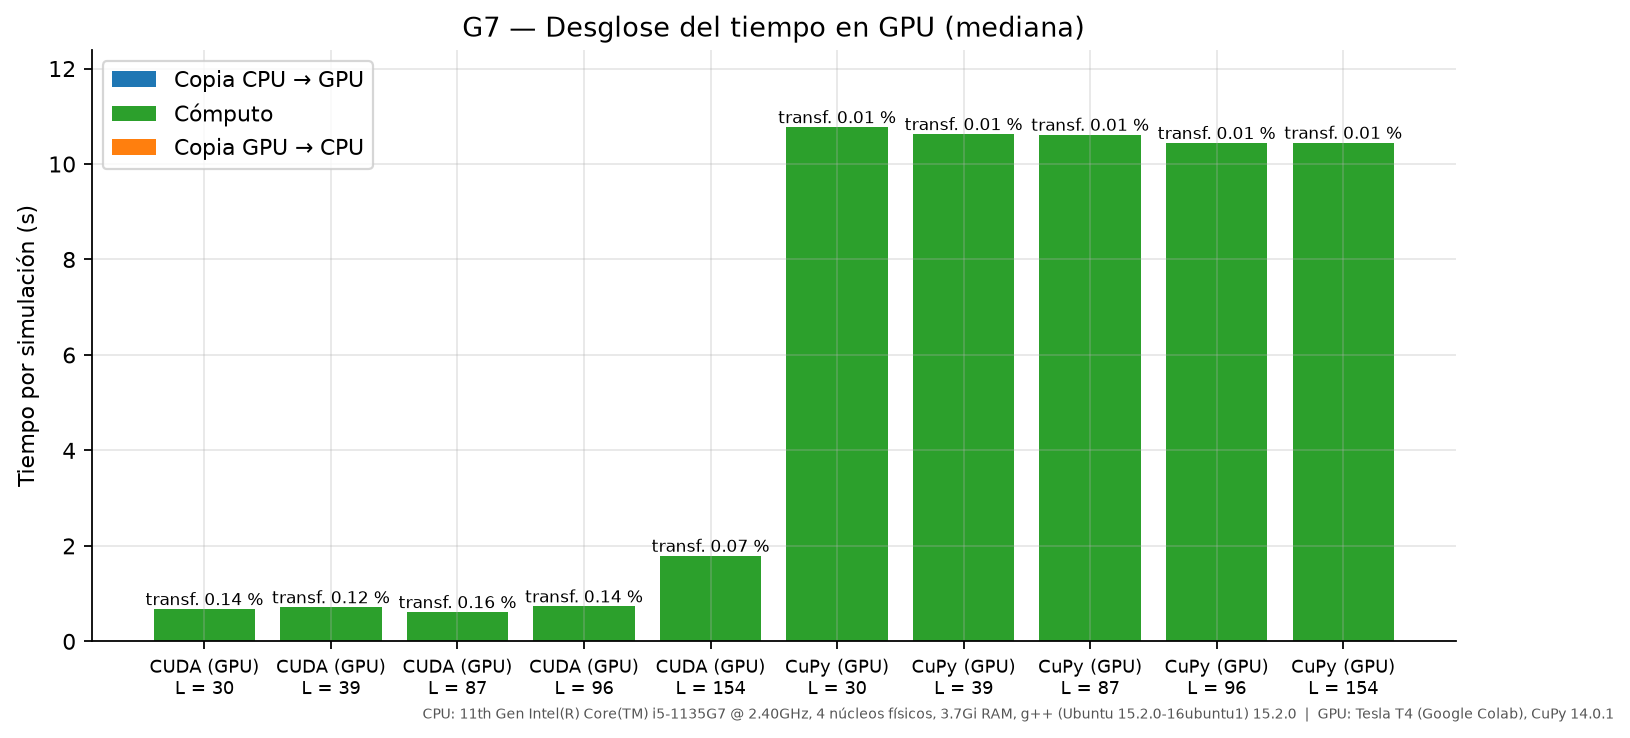 G7 — Desglose del tiempo en GPU (mediana)
Copia CPU → GPU
Cómputo
Copia GPU → CPU
Tiempo por simulación (s)
12
10
8
6
4
2
0
transf. 0.14 %
transf. 0.12 %
transf. 0.16 %
transf. 0.14 %
transf. 0.07 %
transf. 0.01 %
transf. 0.01 %
transf. 0.01 %
transf. 0.01 %
transf. 0.01 %
CUDA (GPU)
L = 30
CUDA (GPU)
L = 39
CUDA (GPU)
L = 87
CUDA (GPU)
L = 96
CUDA (GPU)
L = 154
CuPy (GPU)
L = 30
CuPy (GPU)
L = 39
CuPy (GPU)
L = 87
CuPy (GPU)
L = 96
CuPy (GPU)
L = 154
CPU: 11th Gen Intel(R) Core(TM) i5-1135G7 @ 2.40GHz, 4 núcleos físicos, 3.7Gi RAM, g++ (Ubuntu 15.2.0-16ubuntu1) 15.2.0 | GPU: Tesla T4 (Google Colab), CuPy 14.0.1